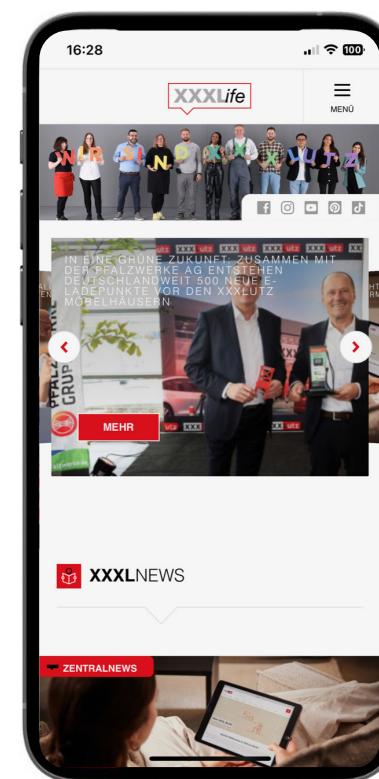 16:28
100
XXXLife
MENÜ
WIR SIND XXXLUTZ
IN EINE GRÜNE ZUKUNFT: ZUSAMMEN MIT
DER PFALZWERKE AG ENTSTEHEN
DEUTSCHLANDWEIT 500 NEUE E-
LADEPUNKTE VOR DEN XXXLUTZ
MÖBELHÄUSERN
MEHR
XXXLNEWS
ZENTRALNEWS